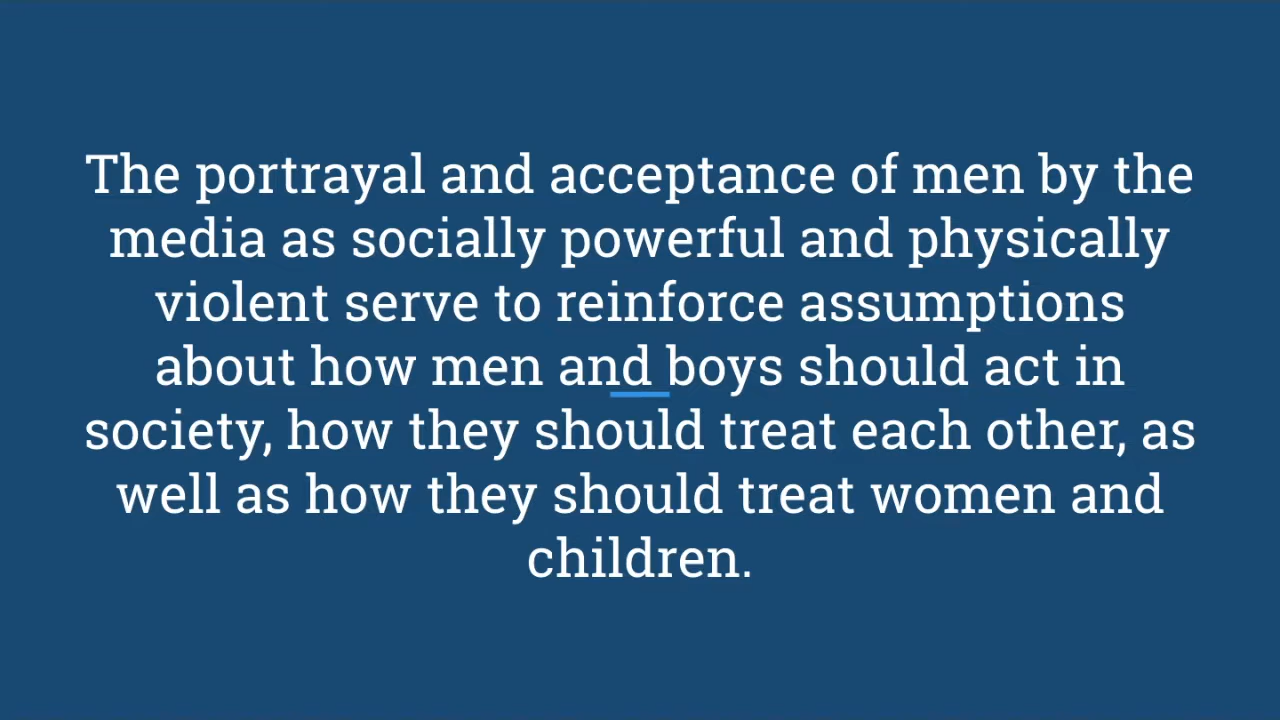 The portrayal and acceptance of men by the
media as socially powerful and physically
violent serve to reinforce assumptions
about how men and boys should act in
society, how they should treat each other, as
well as how they should treat women and
children.